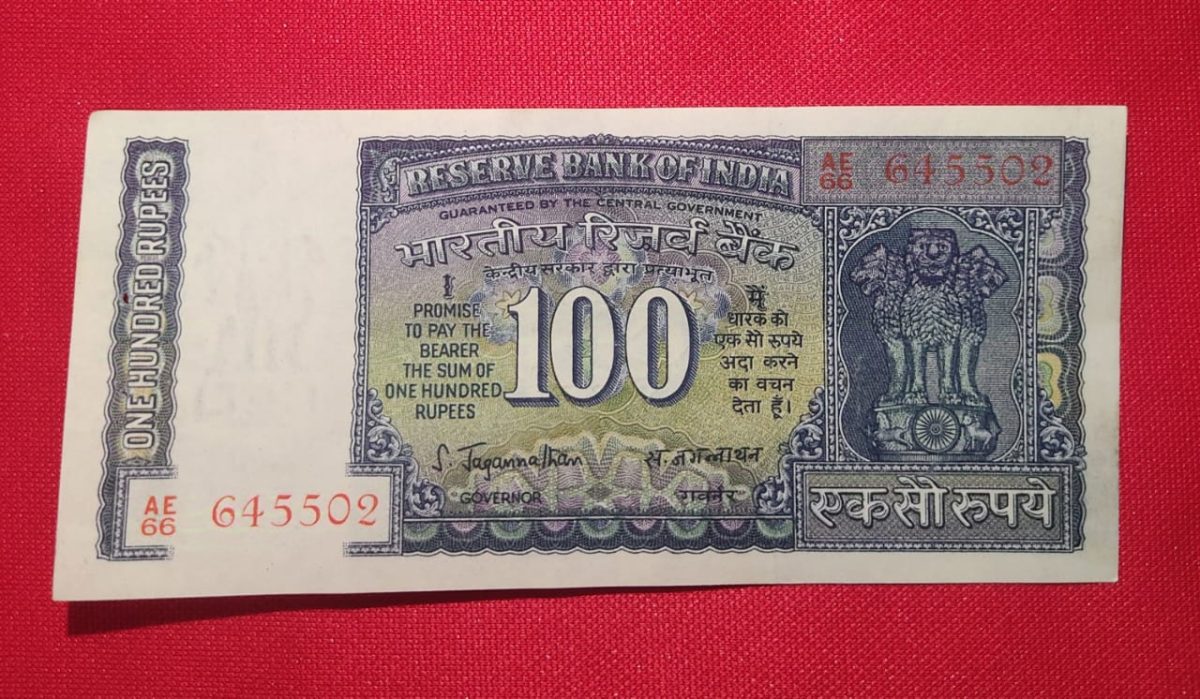 ONE HUNDRED RUPEES
RESERVE BANK OF INDIA
AE
66 645502
GUARANTEED BY THE CENTRAL GOVERNMENT
भारतीय रिज़र्व बैंक
केन्द्रीय सरकार द्वारा प्रत्याभूत
I
PROMISE
TO PAY THE
BEARER
THE SUM OF
ONE HUNDRED
RUPEES
100
मैं
धारक को
एक सौ रुपये
अदा करने
का वचन
देता हूँ।
S. Jagannathan
स. जगन्नाथन
GOVERNOR
गवर्नर
AE
66 645502
एक सौ रुपये